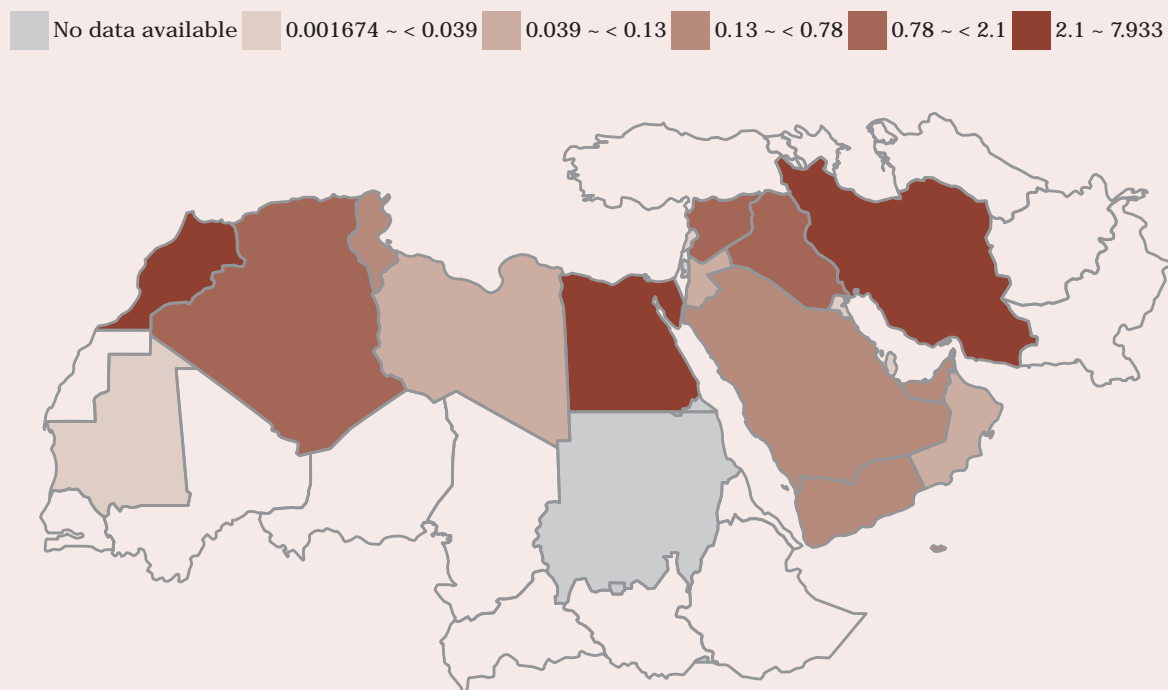 No data available 0.001674 ~ < 0.039 0.039 ~ < 0.13 0.13 ~ < 0.78 0.78 ~ < 2.1 2.1 ~ 7.933